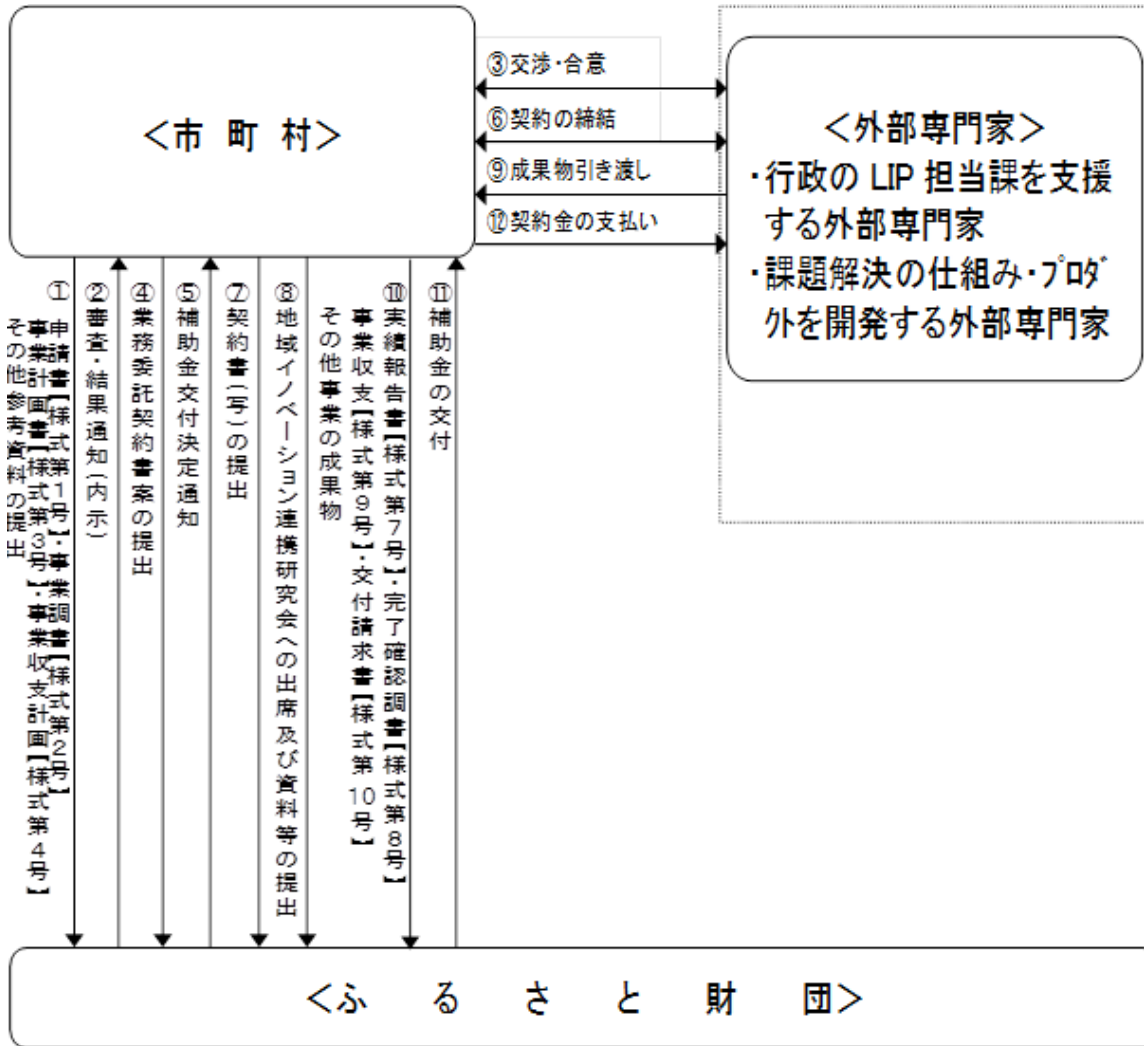 ＜市 町 村＞
③交渉・合意
⑥契約の締結
⑨成果物引き渡し
⑫契約金の支払い
＜外部専門家＞
・行政の LIP 担当課を支援
する外部専門家
・課題解決の仕組み・プロダ
外を開発する外部専門家
① 申請書【様式第1号】・事業調書【様式第2号】
事業計画書【様式第3号】・事業収支計画【様式第4号】
その他参考資料の提出
②審査・結果通知（内示）
④業務委託契約書案の提出
⑤補助金交付決定通知
⑦契約書（写）の提出
⑧地域イノベーション連携研究会への出席及び資料等の提出
⑩実績報告書【様式第7号】・完了確認調書【様式第8号】
事業収支【様式第9号】・交付請求書【様式第10号】
その他事業の成果物
⑪補助金の交付
＜ふ る さ と 財 団＞